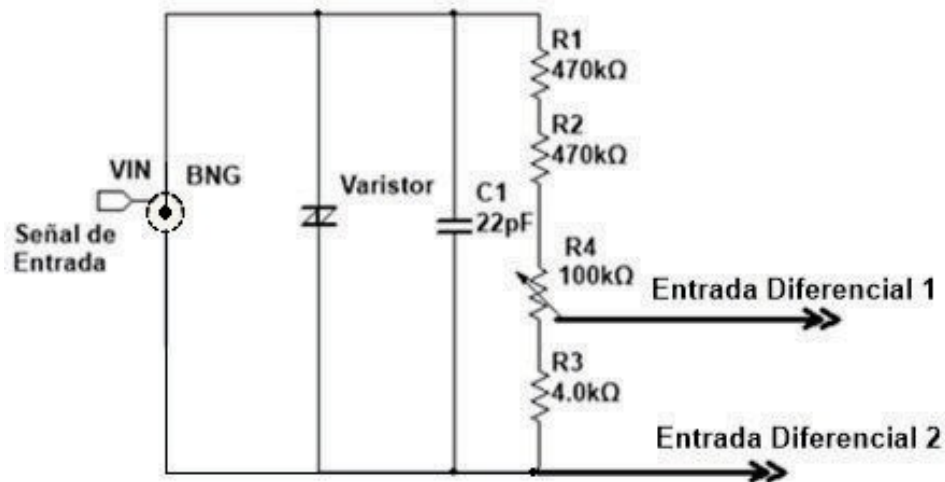 R1
470kΩ
R2
470kΩ
VIN
BNG
Varistor
C1
22pF
Señal de
Entrada
R4
100kΩ
Entrada Diferencial 1
R3
4.0kΩ
Entrada Diferencial 2